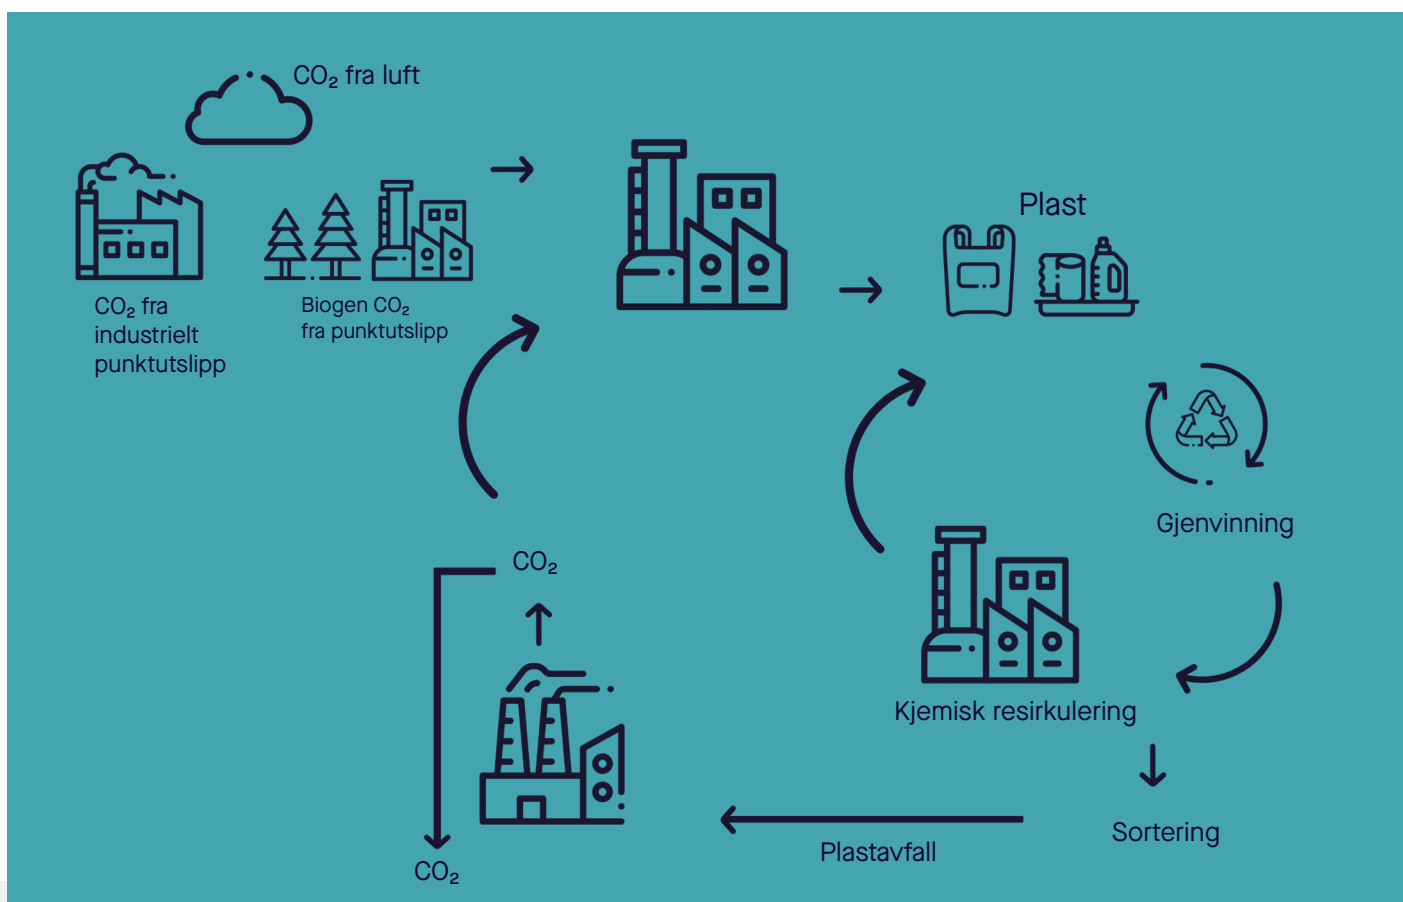 CO₂ fra luft
CO₂ fra
industrielt
punktutslipp
Biogen CO₂
fra punktutslipp
Plast
Gjenvinning
Kjemisk resirkulering
Sortering
Plastavfall
CO₂
CO₂